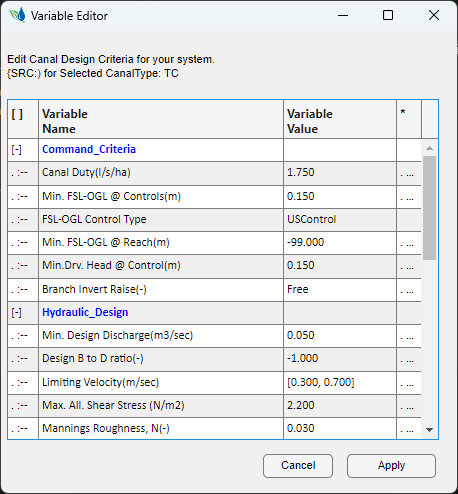 Variable Editor
Edit Canal Design Criteria for your system.
{SRC:) for Selected CanalType: TC
[ ] Variable Name Variable Value *
[-] Command_Criteria
. :-- Canal Duty(l/s/ha) 1.750 . ...
. :-- Min. FSL-OGL @ Controls(m) 0.150 . ...
. :-- FSL-OGL Control Type USControl
. :-- Min. FSL-OGL @ Reach(m) -99.000 . ...
. :-- Min.Drv. Head @ Control(m) 0.150 . ...
. :-- Branch Invert Raise(-) Free . ...
[-] Hydraulic_Design
. :-- Min. Design Discharge(m3/sec) 0.050 . ...
. :-- Design B to D ratio(-) -1.000 . ...
. :-- Limiting Velocity(m/sec) [0.300, 0.700] . ...
. :-- Max. All. Shear Stress (N/m2) 2.200 . ...
. :-- Mannings Roughness, N(-) 0.030 . ...
Cancel Apply